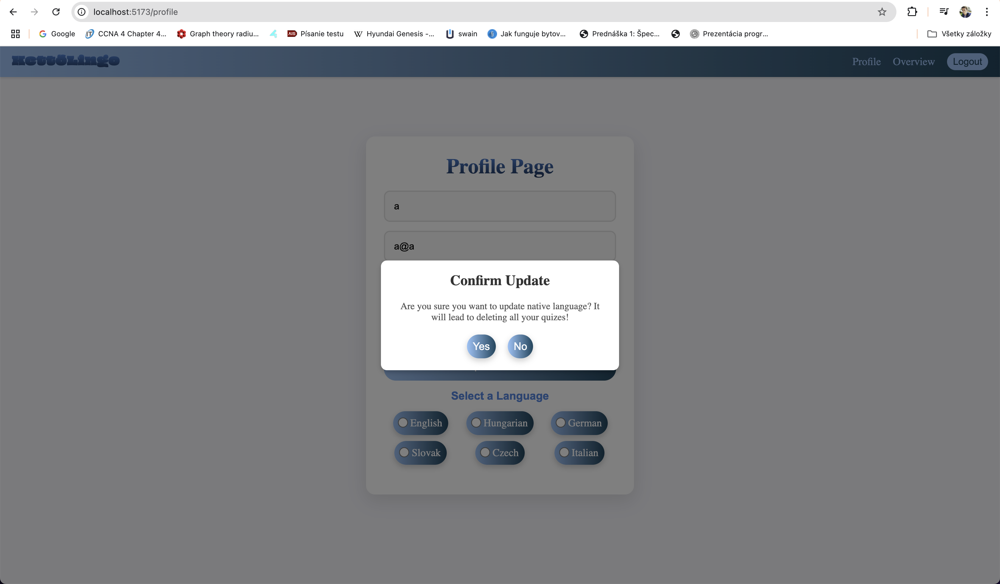 localhost:5173/profile
Google
CCNA 4 Chapter 4...
Graph theory radiu...
AIS
Písanie testu
Hyundai Genesis -...
swain
Jak funguje bytov...
Prednáška 1: Špec...
Prezentácia progr...
Všetky záložky
KettőLingo
Profile
Overview
Logout
Profile Page
a
a@a
Confirm Update
Are you sure you want to update native language? It
will lead to deleting all your quizes!
Yes
No
Select a Language
English
Hungarian
German
Slovak
Czech
Italian